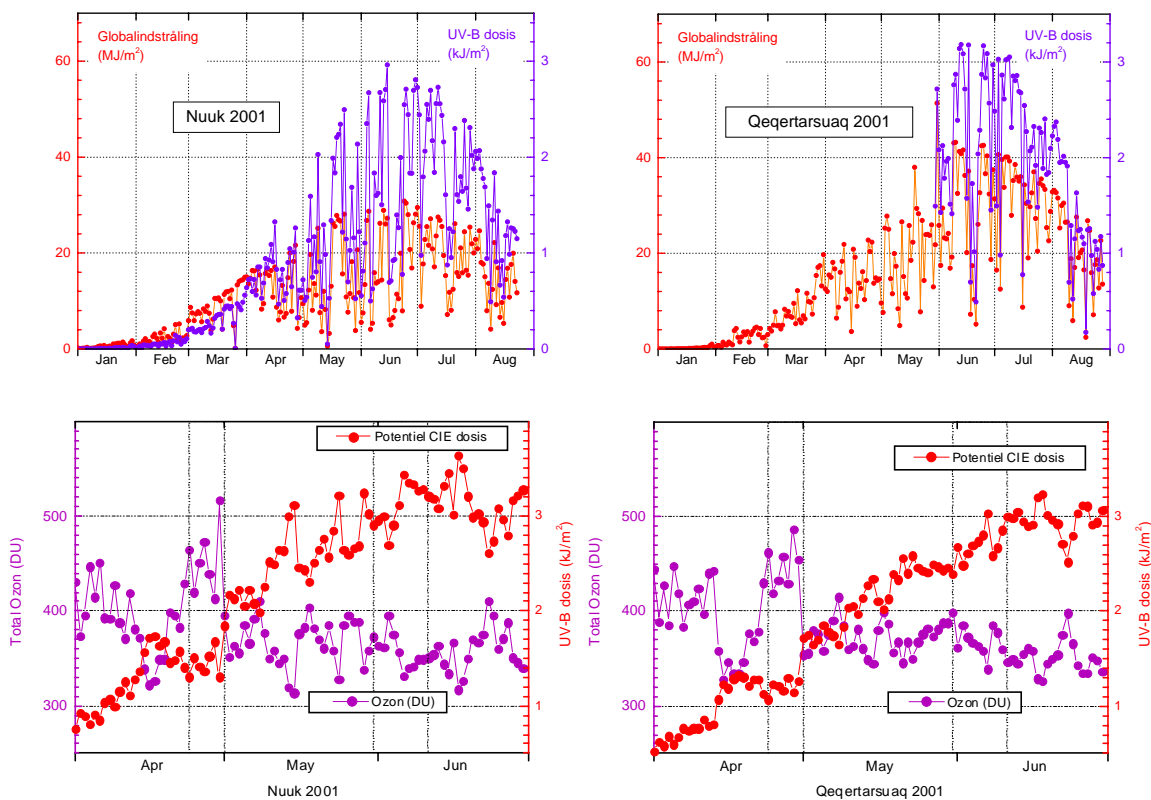 Globalindstråling
(MJ/m²)
UV-B dosis
(kJ/m²)
Nuuk 2001
60
40
20
0
3
2
1
0
Jan Feb Mar Apr May Jun Jul Aug
Globalindstråling
(MJ/m²)
UV-B dosis
(kJ/m²)
Qeqertarsuaq 2001
60
40
20
0
3
2
1
0
Jan Feb Mar Apr May Jun Jul Aug
Potentiel CIE dosis
Ozon (DU)
Total Ozon (DU)
500
400
300
UV-B dosis (kJ/m²)
3
2
1
Apr May Jun
Nuuk 2001
Potentiel CIE dosis
Ozon (DU)
Total Ozon (DU)
500
400
300
UV-B dosis (kJ/m²)
3
2
1
Apr May Jun
Qeqertarsuaq 2001